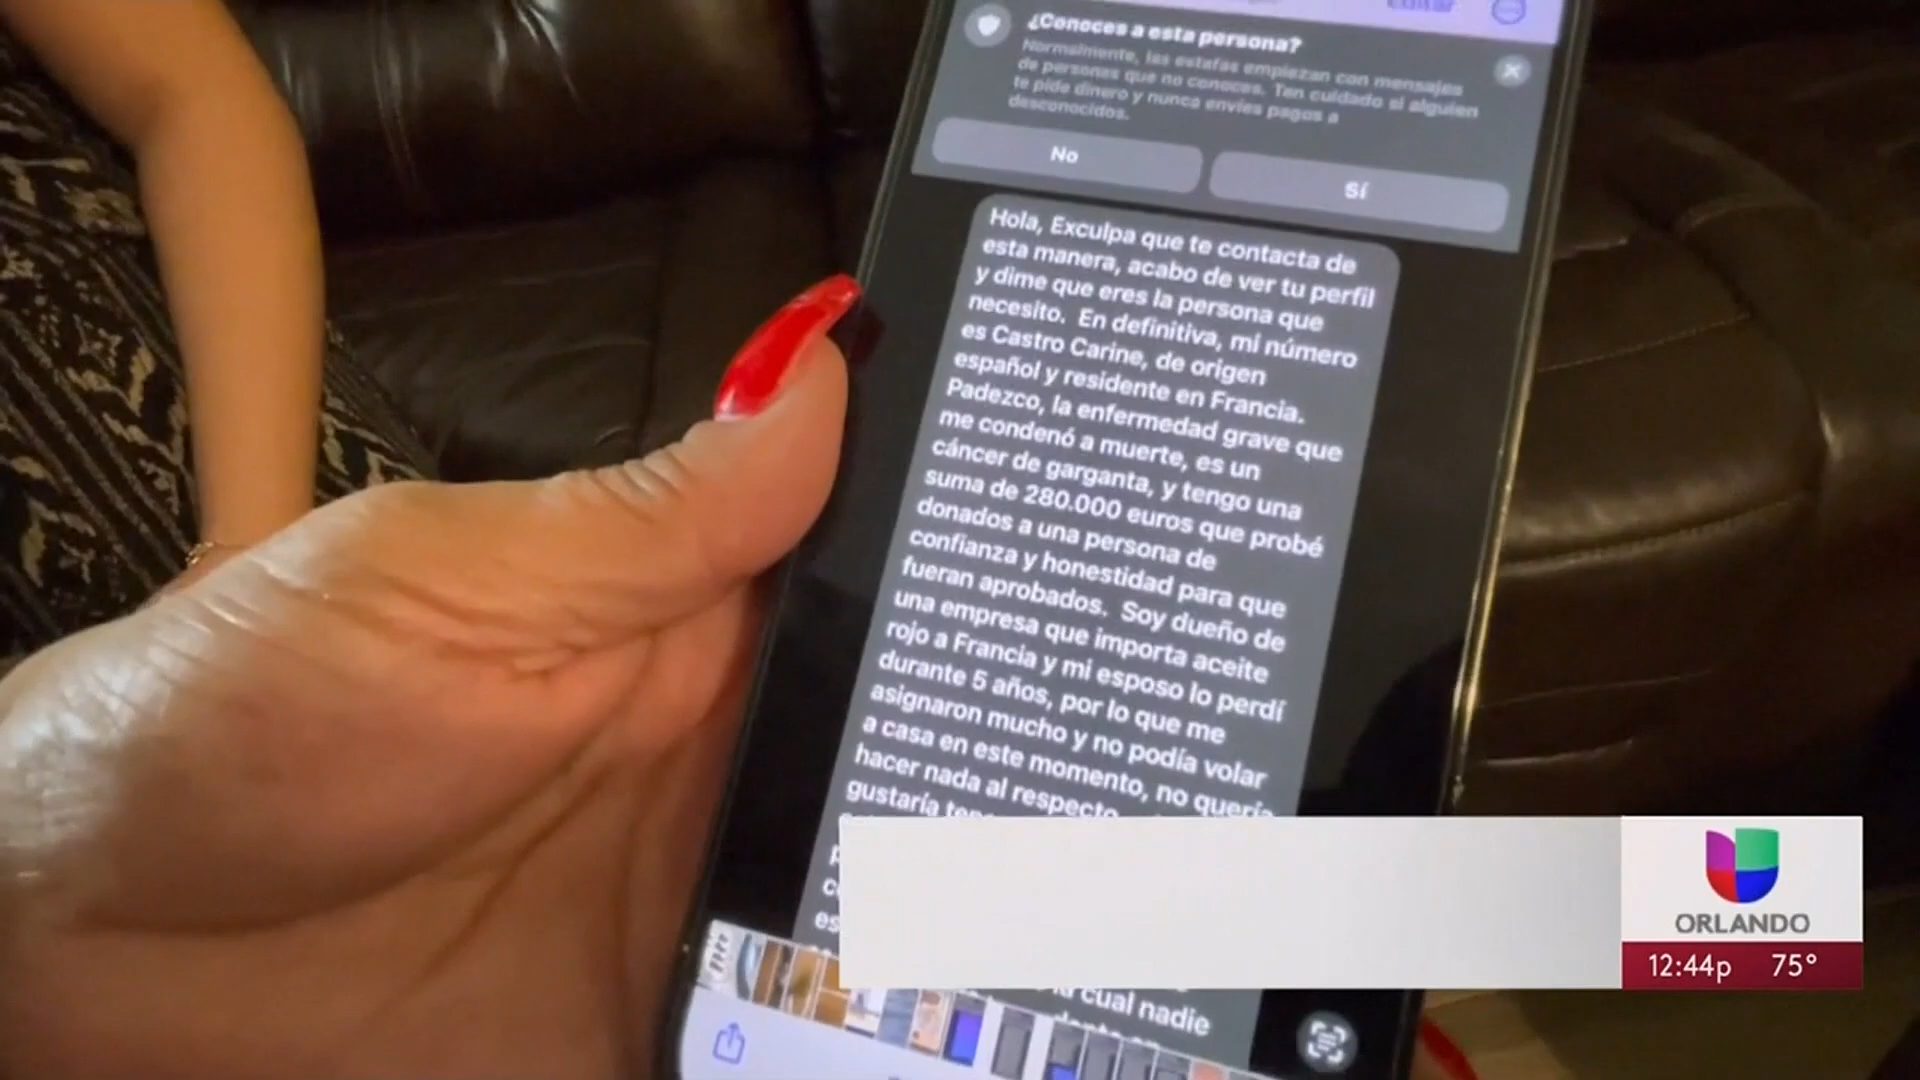 ¿Conoces a esta persona?
Normalmente, las estafas empiezan con mensajes
de personas que no conoces. Ten cuidado si alguien
te pide dinero y nunca envíes pagos a
desconocidos.
No
Sí
Hola, Exculpa que te contacta de
esta manera, acabo de ver tu perfil
y dime que eres la persona que
necesito. En definitiva, mi número
es Castro Carine, de origen
español y residente en Francia.
Padezco, la enfermedad grave que
me condenó a muerte, es un
cáncer de garganta, y tengo una
suma de 280.000 euros que probé
donados a una persona de
confianza y honestidad para que
fueran aprobados. Soy dueño de
una empresa que importa aceite
rojo a Francia y mi esposo lo perdí
durante 5 años, por lo que me
asignaron mucho y no podía volar
a casa en este momento, no quería
hacer nada al respecto
gustaría
cual nadie
ORLANDO
12:44p 75°